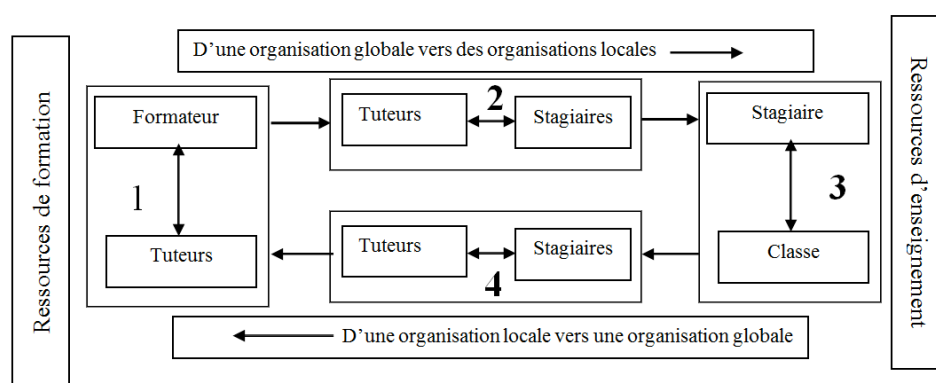 D'une organisation globale vers des organisations locales
Ressources de formation
Formateur
1
Tuteurs
Tuteurs
2
Stagiaires
Stagiaire
3
Classe
Tuteurs
4
Stagiaires
Ressources d'enseignement
D'une organisation locale vers une organisation globale